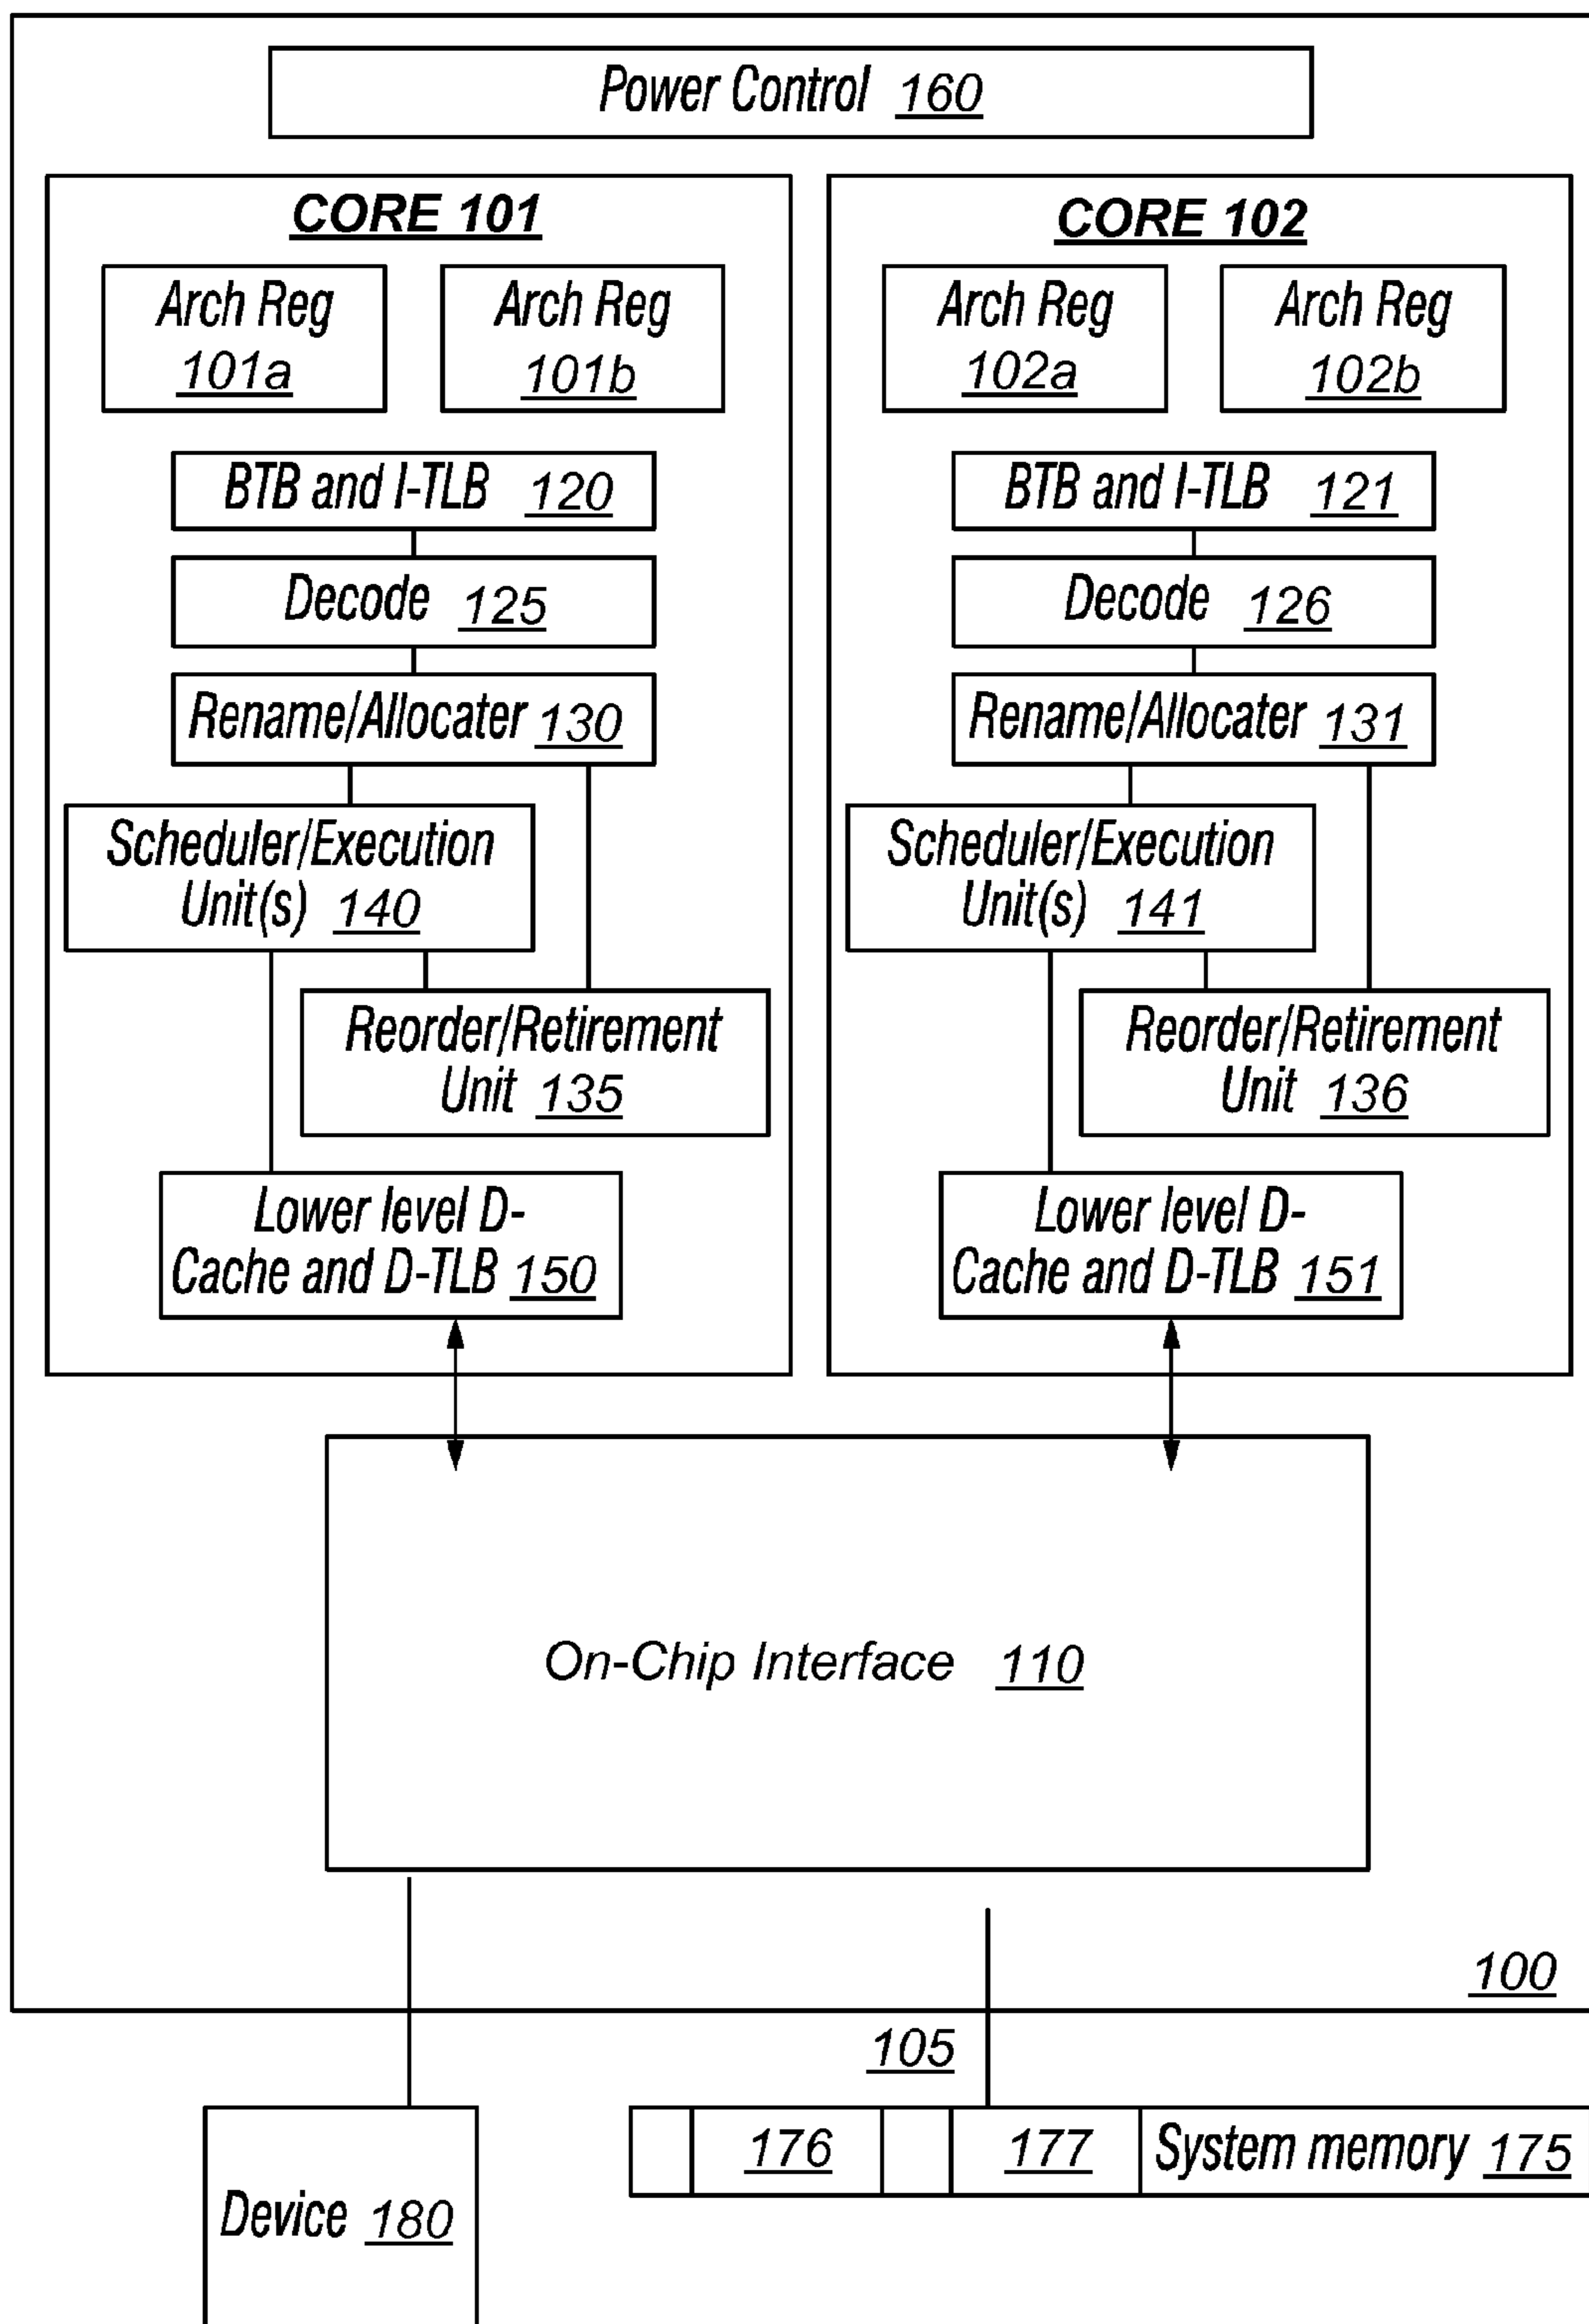 Power Control 160
CORE 101
Arch Reg
101a
Arch Reg
101b
BTB and I-TLB 120
Decode 125
Rename/Allocater 130
Scheduler/Execution
Unit(s) 140
Reorder/Retirement
Unit 135
Lower level D-
Cache and D-TLB 150
CORE 102
Arch Reg
102a
Arch Reg
102b
BTB and I-TLB 121
Decode 126
Rename/Allocater 131
Scheduler/Execution
Unit(s) 141
Reorder/Retirement
Unit 136
Lower level D-
Cache and D-TLB 151
On-Chip Interface 110
100
105
176
177
System memory 175
Device 180